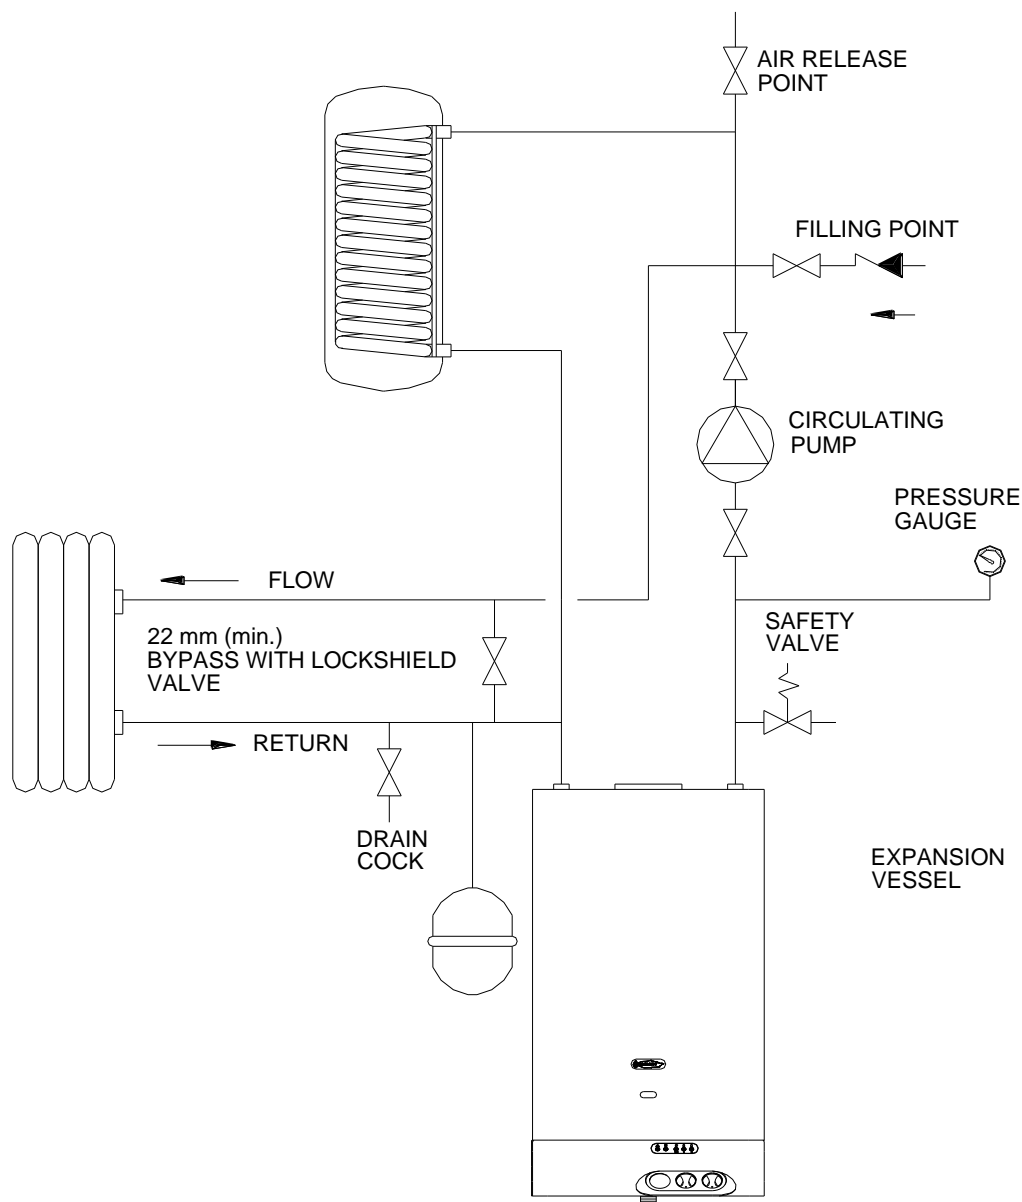 AIR RELEASE
POINT
FILLING POINT
CIRCULATING
PUMP
PRESSURE
GAUGE
FLOW
22 mm (min.)
BYPASS WITH LOCKSHIELD
VALVE
SAFETY
VALVE
RETURN
DRAIN
COCK
EXPANSION
VESSEL